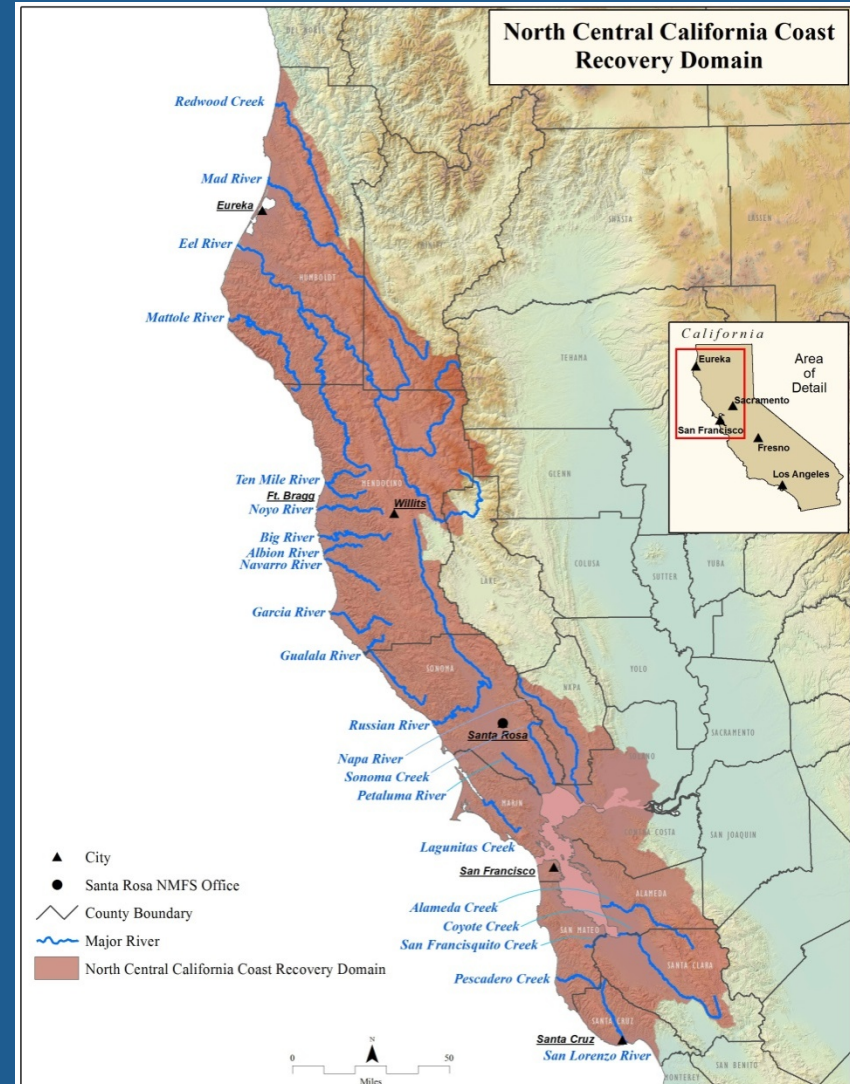 North Central California Coast
Recovery Domain
DEL NORTE
Redwood Creek
Mad River
Eureka
Eel River
HUMBOLDT
TRINITY
SHASTA
LASSEN
Mattole River
California
Eureka
Area
of
Detail
Sacramento
San Francisco
Fresno
Los Angeles
TEHAMA
GLENN
Ten Mile River
MENDOCINO
Ft. Bragg
Willits
Noyo River
Big River
Albion River
Navarro River
COLUSA
SUTTER
YUBA
LAKE
Garcia River
Gualala River
SONOMA
NAPA
YOLO
Russian River
Santa Rosa
SACRAMENTO
Napa River
SOLANO
Sonoma Creek
Petaluma River
MARIN
CONTRA COSTA
SAN JOAQUIN
Lagunitas Creek
San Francisco
ALAMEDA
Alameda Creek
Coyote Creek
SAN MATEO
San Francisquito Creek
SANTA CLARA
Pescadero Creek
SANTA CRUZ
Santa Cruz
San Lorenzo River
SAN BENITO
MONTEREY
City
Santa Rosa NMFS Office
County Boundary
Major River
North Central California Coast Recovery Domain
N
0
50
Miles